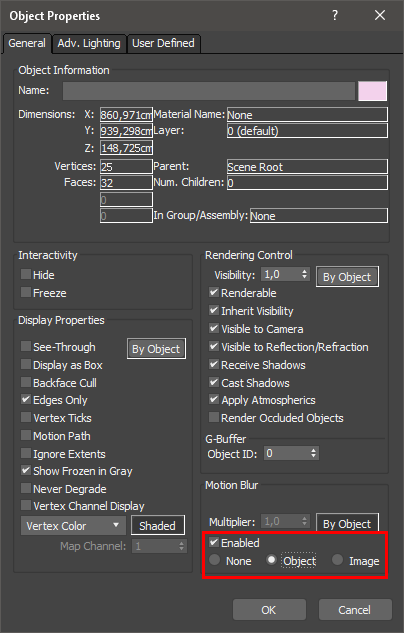 Object Properties ?
General Adv. Lighting User Defined
Object Information
Name:
Dimensions: X: 860,971cm Material Name: None
Y: 939,298cm Layer: 0 (default)
Z: 148,725cm
Vertices: 25 Parent: Scene Root
Faces: 32 Num. Children: 0
0
0 In Group/Assembly: None
Interactivity
Hide
Freeze
Display Properties
See-Through By Object
Display as Box
Backface Cull
Edges Only
Vertex Ticks
Motion Path
Ignore Extents
Show Frozen in Gray
Never Degrade
Vertex Channel Display
Vertex Color Shaded
Map Channel: 1
Rendering Control
Visibility: 1,0 By Object
Renderable
Inherit Visibility
Visible to Camera
Visible to Reflection/Refraction
Receive Shadows
Cast Shadows
Apply Atmospherics
Render Occluded Objects
G-Buffer
Object ID: 0
Motion Blur
Multiplier: 1,0 By Object
Enabled
None Object Image
OK Cancel